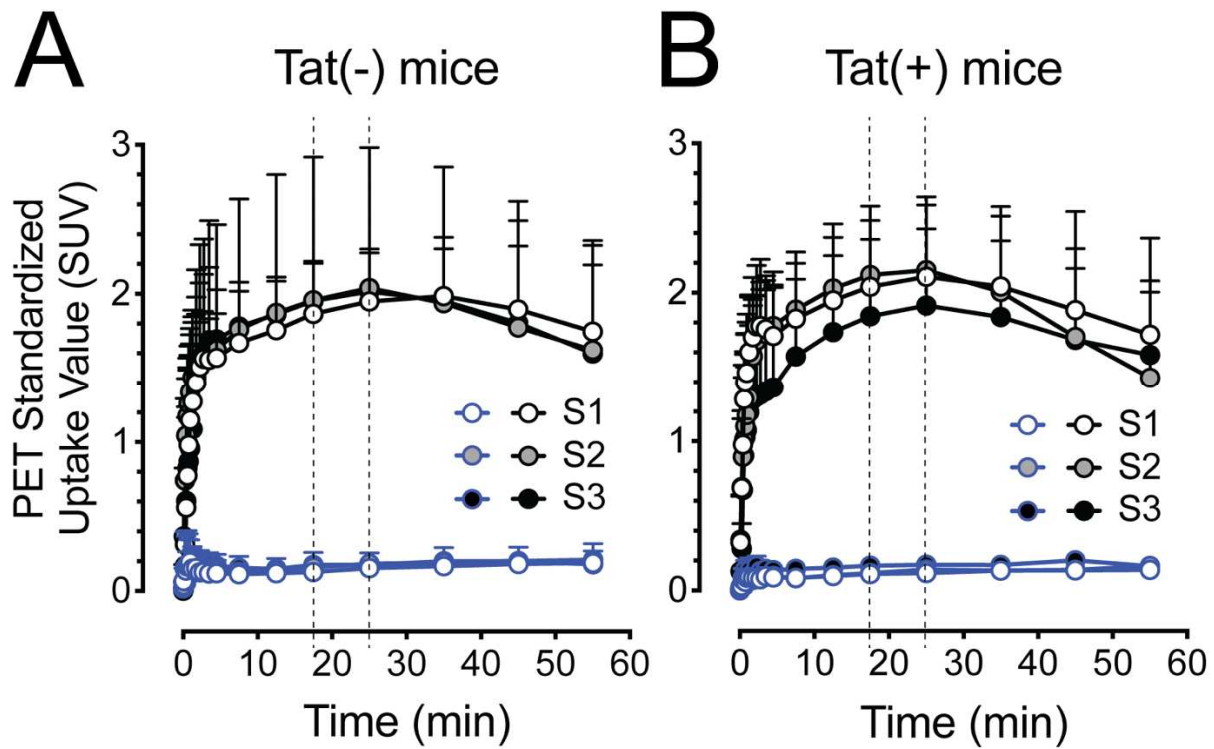 A
Tat(-) mice
PET Standardized
Uptake Value (SUV)
3
2
1
0
S1
S2
S3
0 10 20 30 40 50 60
Time (min)
B
Tat(+) mice
3
2
1
0
S1
S2
S3
0 10 20 30 40 50 60
Time (min)